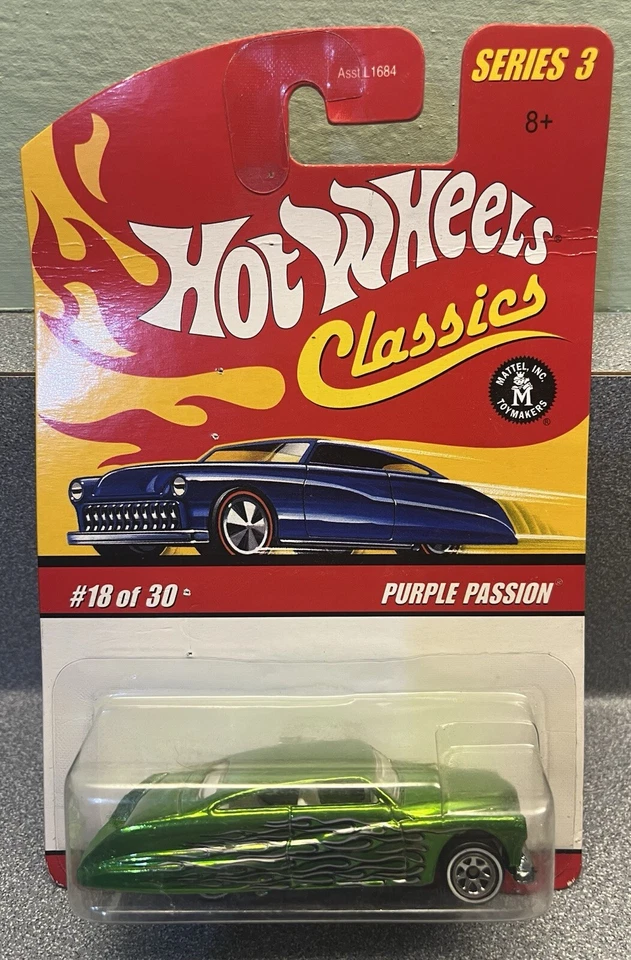 Asst L1684
SERIES 3
8+
HOT WHEELS
Classics
MATTEL, INC.
M
TOYMAKERS
®
#18 of 30
PURPLE PASSION